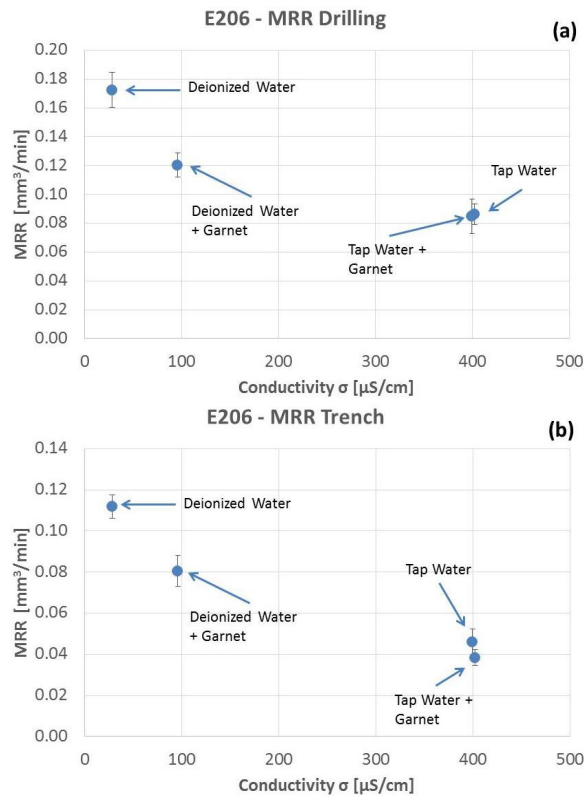 E206 - MRR Drilling
(a)
MRR [mm³/min]
0.20
0.18
0.16
0.14
0.12
0.10
0.08
0.06
0.04
0.02
0.00
Deionized Water
Deionized Water
+ Garnet
Tap Water
Tap Water +
Garnet
0 100 200 300 400 500
Conductivity σ [µS/cm]
E206 - MRR Trench
(b)
MRR [mm³/min]
0.14
0.12
0.10
0.08
0.06
0.04
0.02
0.00
Deionized Water
Deionized Water
+ Garnet
Tap Water
Tap Water +
Garnet
0 100 200 300 400 500
Conductivity σ [µS/cm]